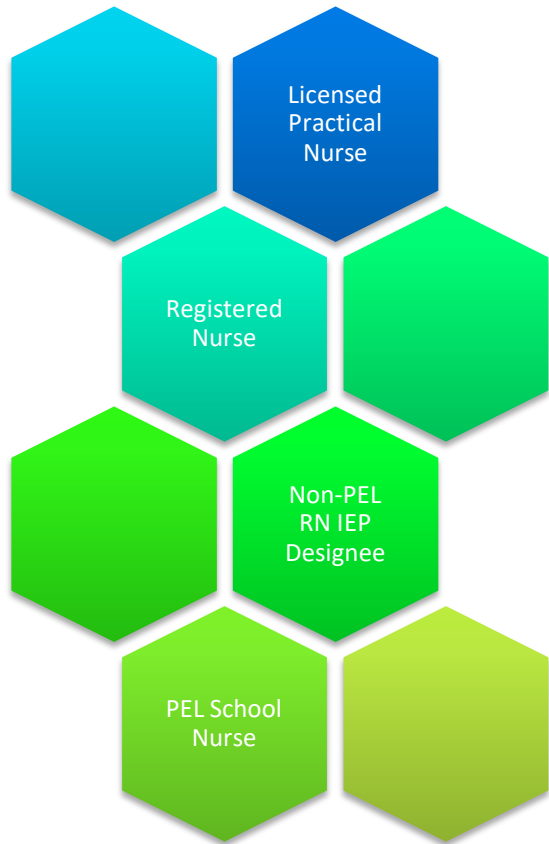 Licensed
Practical
Nurse
Registered
Nurse
Non-PEL
RN IEP
Designee
PEL School
Nurse